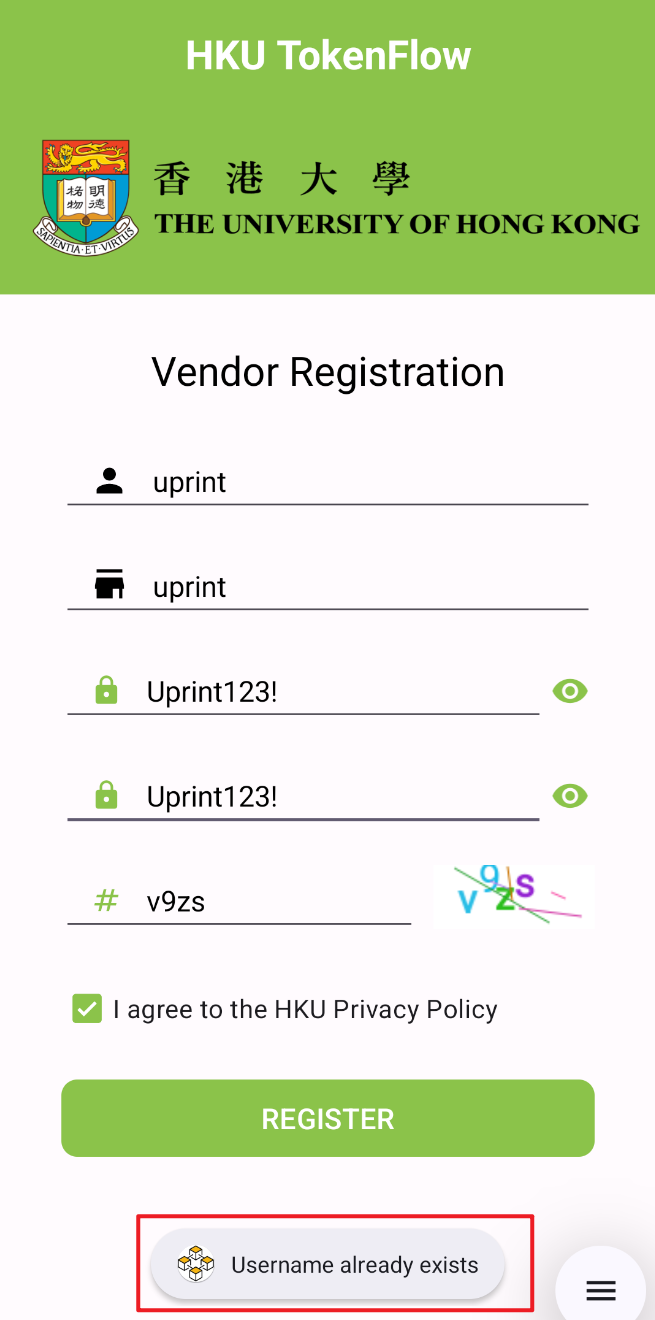 HKU TokenFlow
香港大學
THE UNIVERSITY OF HONG KONG
明德
格物
SAPIENTIA·ET·VIRTUS
Vendor Registration
uprint
uprint
Uprint123!
Uprint123!
# v9zs
v9zs
I agree to the HKU Privacy Policy
REGISTER
Username already exists